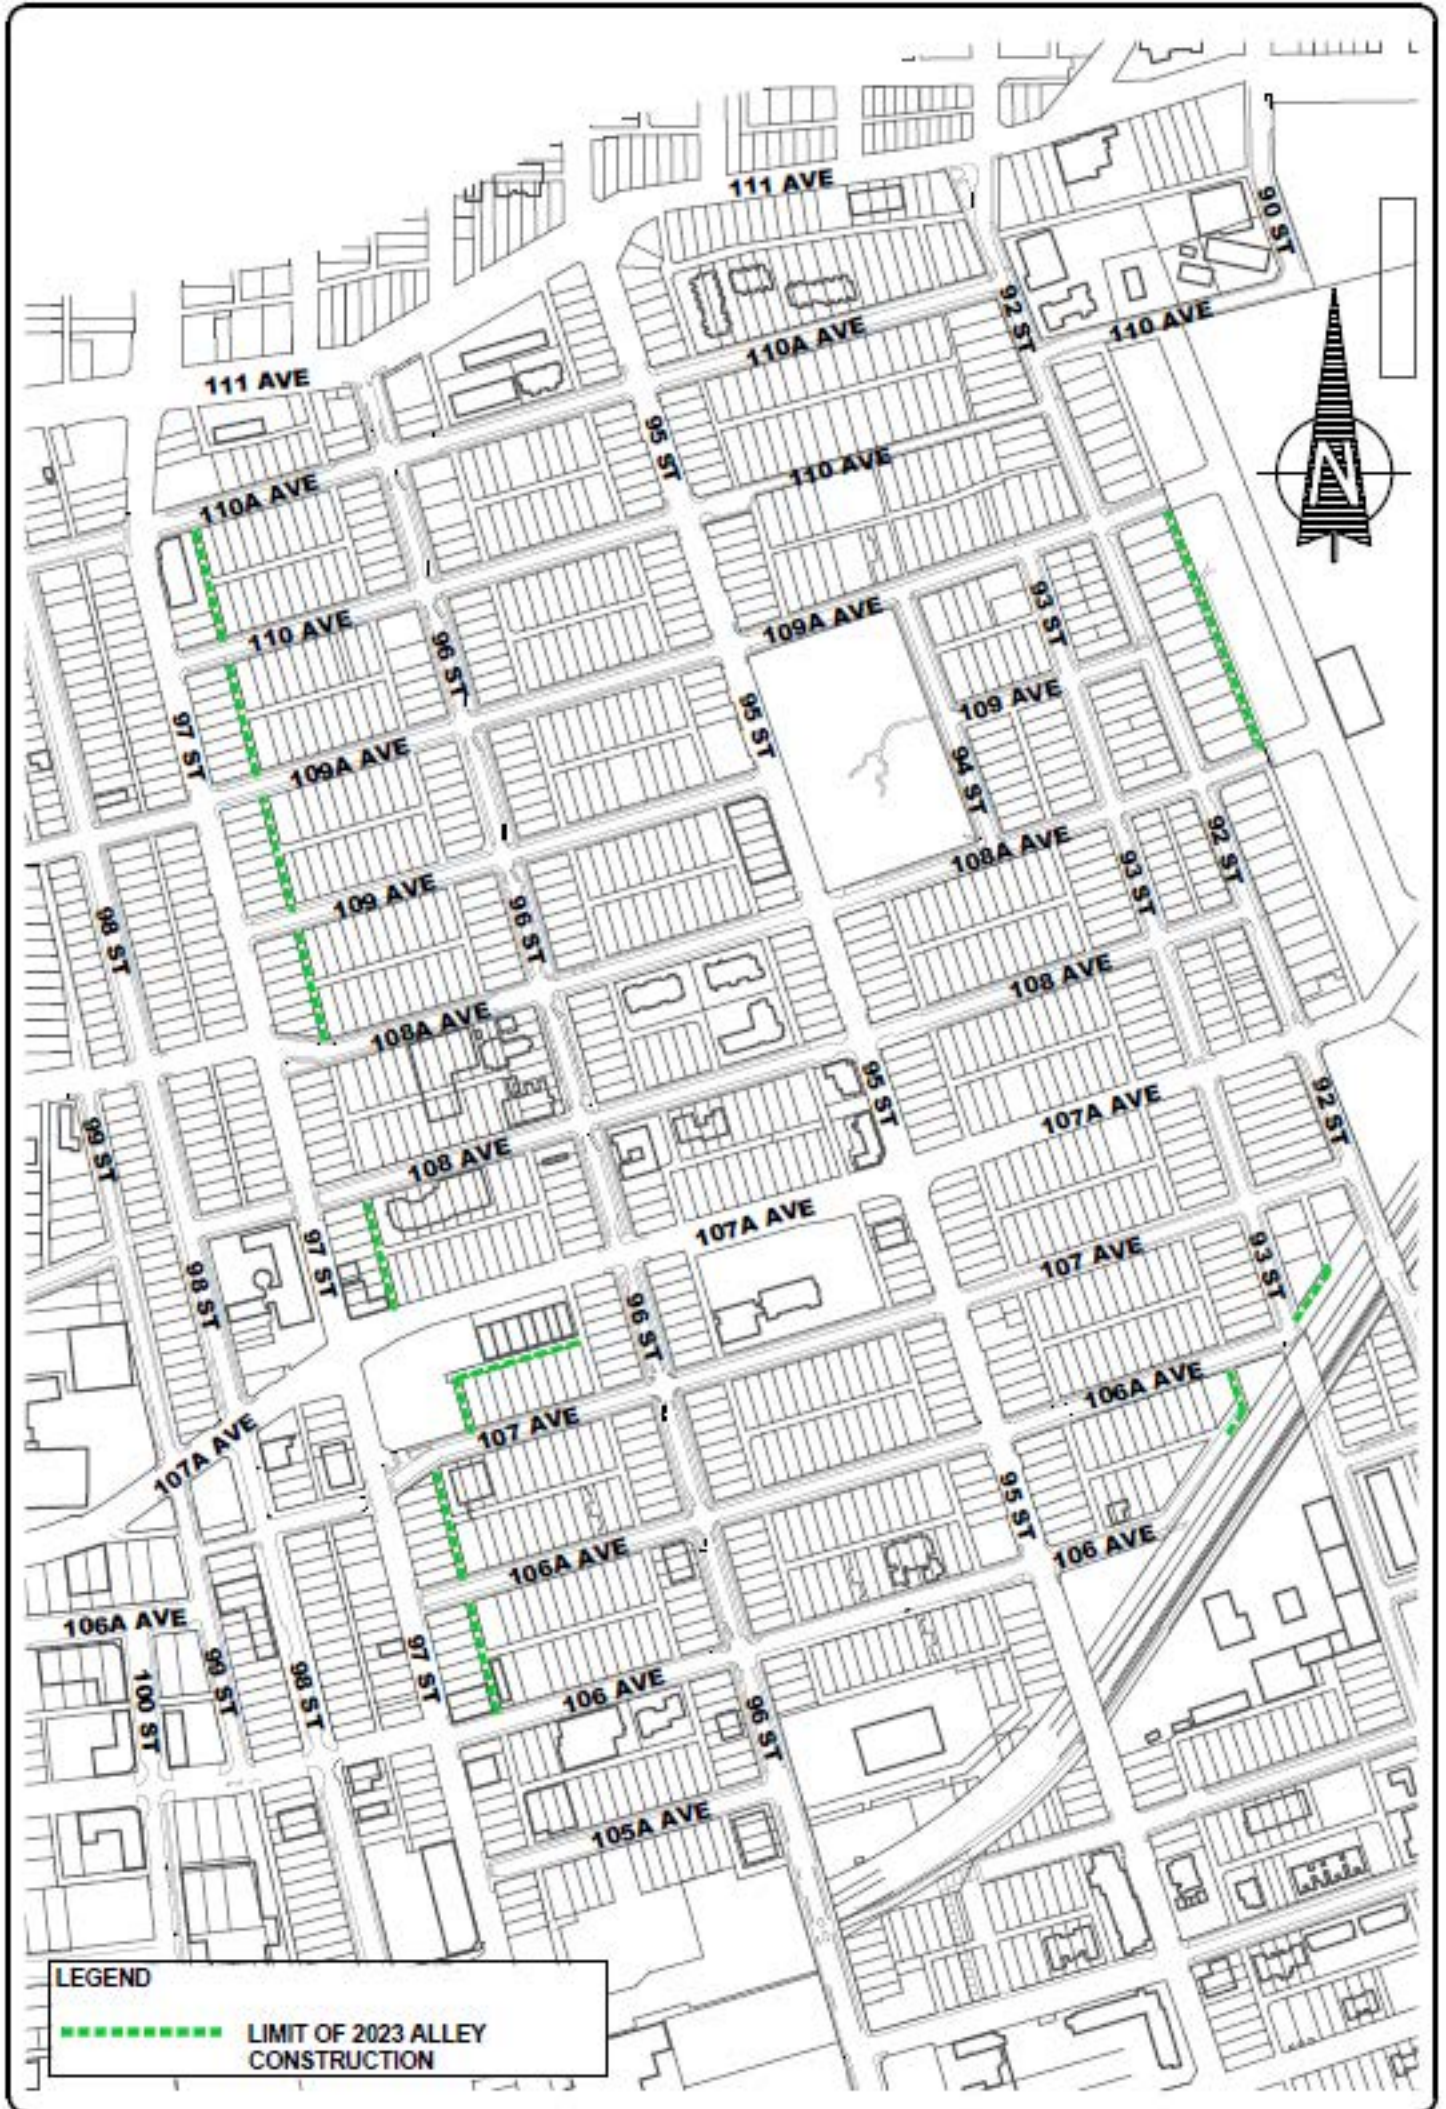 111 AVE
90 ST
92 ST
110 AVE
110A AVE
111 AVE
95 ST
110 AVE
110A AVE
N
93 ST
109A AVE
110 AVE
96 ST
109 AVE
97 ST
95 ST
109A AVE
94 ST
92 ST
108A AVE
93 ST
109 AVE
96 ST
98 ST
108 AVE
108A AVE
95 ST
107A AVE
92 ST
99 ST
108 AVE
107A AVE
97 ST
107 AVE
93 ST
98 ST
96 ST
106A AVE
107 AVE
107A AVE
95 ST
106 AVE
106A AVE
106A AVE
97 ST
99 ST
98 ST
100 ST
106 AVE
96 ST
105A AVE
LEGEND
LIMIT OF 2023 ALLEY
CONSTRUCTION